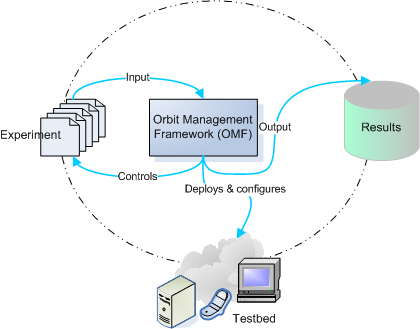 Input
Orbit Management
Framework (OMF)
Experiment
Output
Results
Controls
Deploys & configures
Testbed